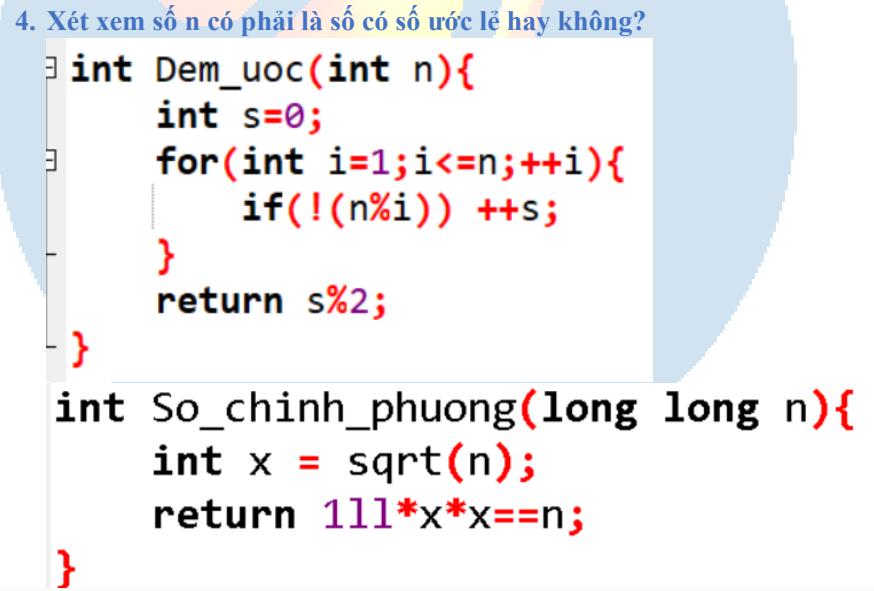 4. Xét xem số n có phải là số có số ước lẻ hay không?
int Dem_uoc(int n){
int s=0;
for(int i=1;i<=n;++i){
if(!(n%i)) ++s;
}
return s%2;
}
int So_chinh_phuong(long long n){
int x = sqrt(n);
return 1ll*x*x==n;
}